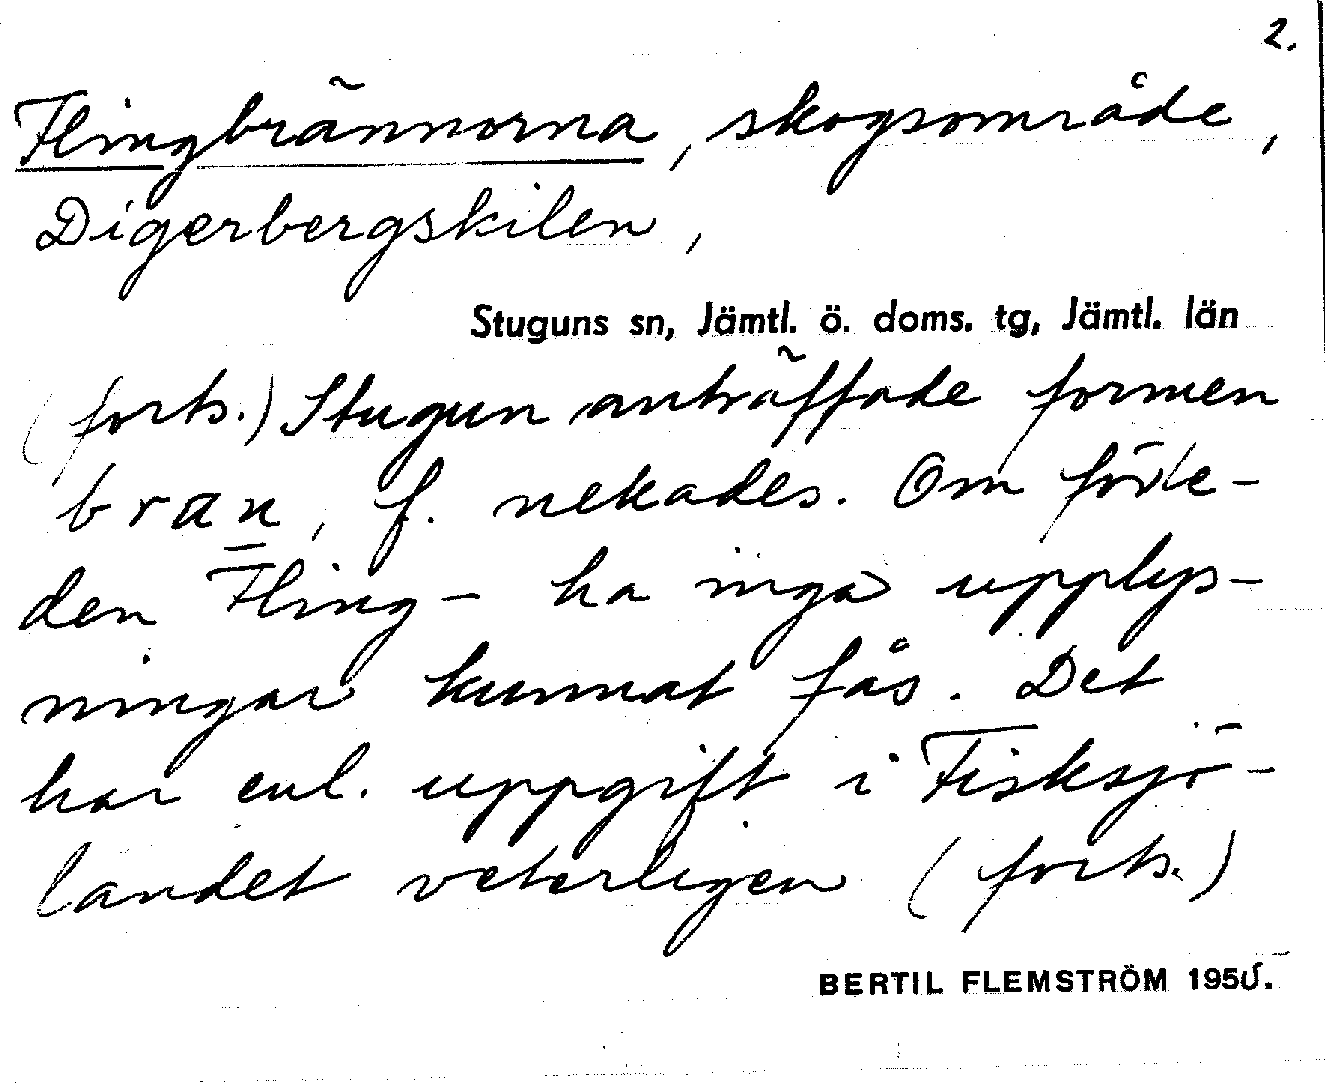 2.
Flingbrännorna, skogsområde,
Digerbergskilen,
Stuguns sn, Jämtl. ö. doms. tg, Jämtl. län
(forts.) Stugun anträffade formen
bran, f. nekades. Om förle-
den Fling- ha inga upplys-
ningar kunnat fås. Det
har enl. uppgift i Fisksjö-
landet veterligen (forts.)
BERTIL FLEMSTRÖM 195